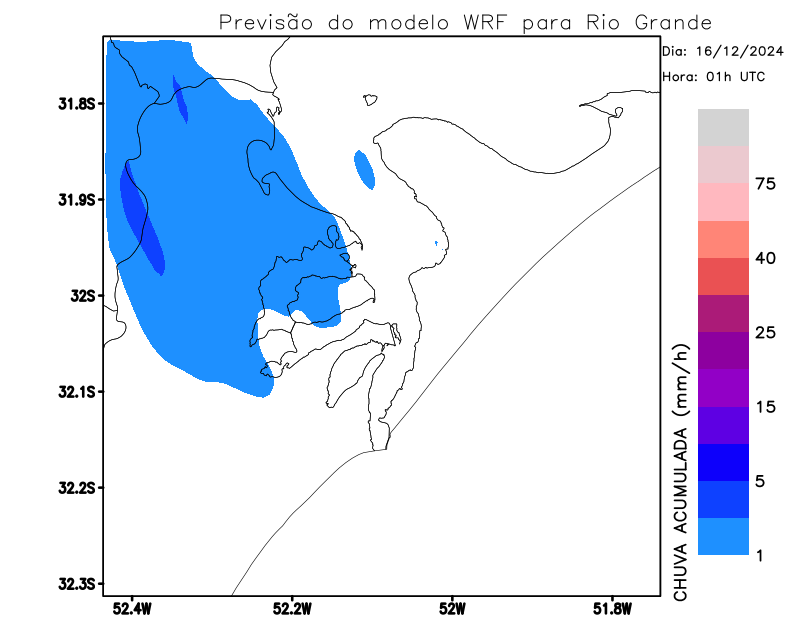 Previsão do modelo WRF para Rio Grande
Dia: 16/12/2024
Hora: 01h UTC
31.8S
31.9S
32S
32.1S
32.2S
32.3S
52.4W
52.2W
52W
51.8W
CHUVA ACUMULADA (mm/h)
75
40
25
15
5
1